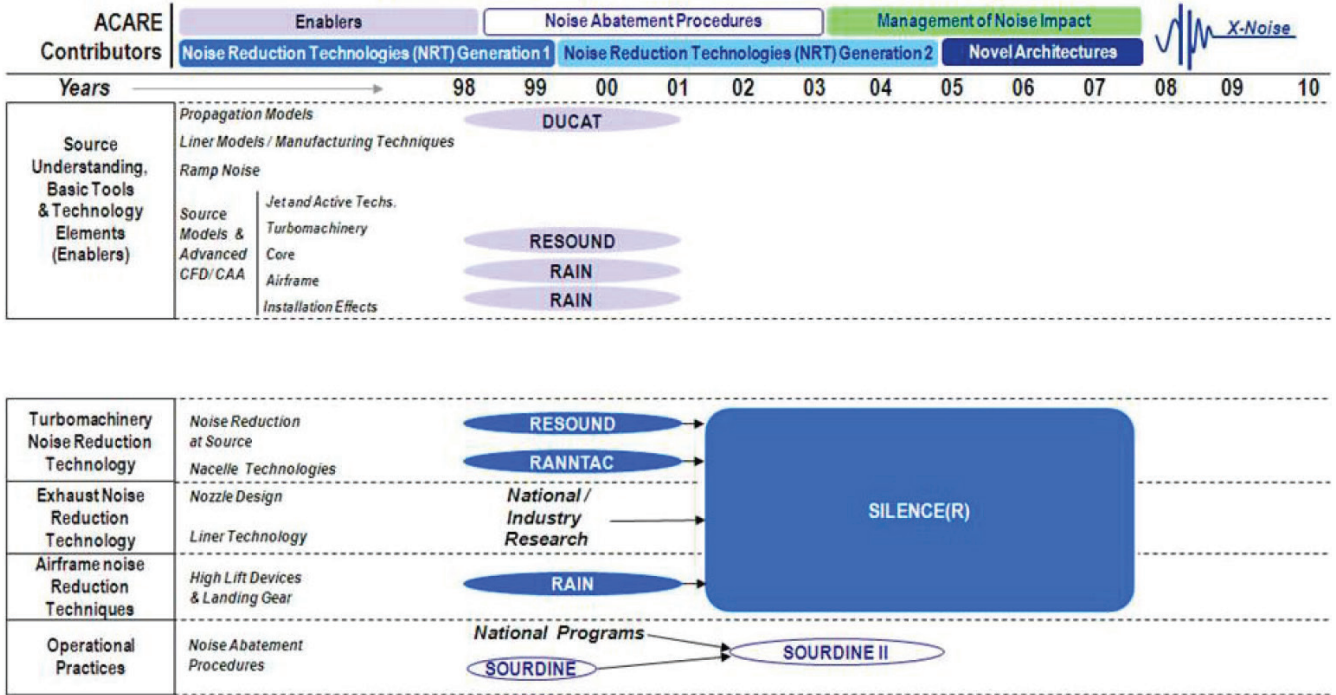 ACARE
Contributors
Enablers
Noise Abatement Procedures
Management of Noise Impact
Noise Reduction Technologies (NRT) Generation 1
Noise Reduction Technologies (NRT) Generation 2
Novel Architectures
X-Noise
Years 98 99 00 01 02 03 04 05 06 07 08 09 10
Source
Understanding,
Basic Tools
& Technology
Elements
(Enablers)
Propagation Models
Liner Models / Manufacturing Techniques
Ramp Noise
Source
Models &
Advanced
CFD/CAA
Jet and Active Techs.
Turbomachinery
Core
Airframe
Installation Effects
DUCAT
RESOUND
RAIN
RAIN
Turbomachinery
Noise Reduction
Technology
Noise Reduction
at Source
Nacelle Technologies
RESOUND
RANNTAC
Exhaust Noise
Reduction
Technology
Nozzle Design
Liner Technology
National /
Industry
Research
SILENCE(R)
Airframe noise
Reduction
Techniques
High Lift Devices
& Landing Gear
RAIN
Operational
Practices
Noise Abatement
Procedures
National Programs
SOURDINE
SOURDINE II